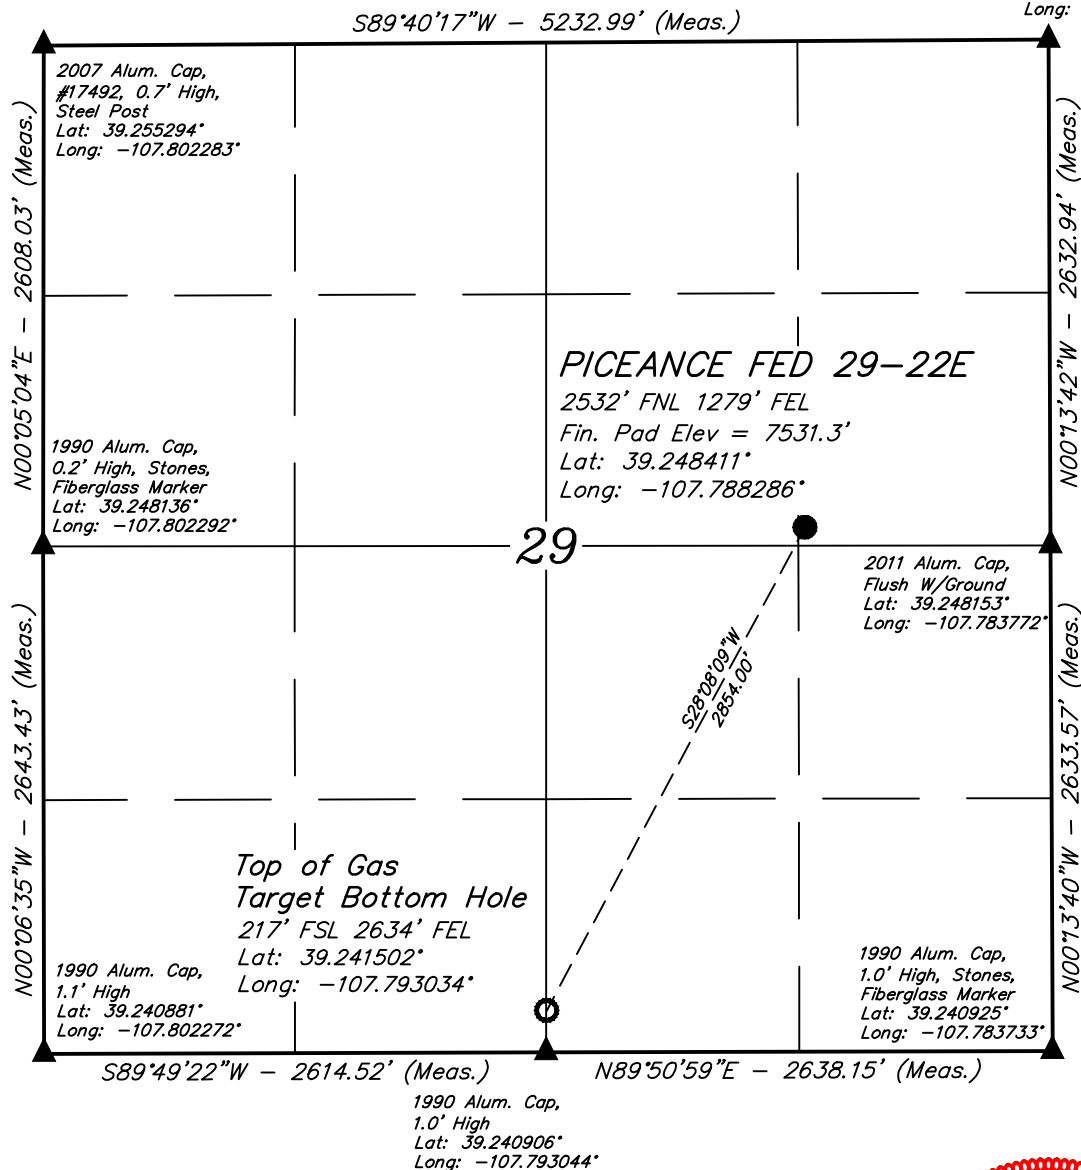 S89°40'17"W - 5232.99' (Meas.)
Long:
2007 Alum. Cap,
#17492, 0.7' High,
Steel Post
Lat: 39.255294°
Long: -107.802283°
N00°05'04"E - 2608.03' (Meas.)
N00°13'42"W - 2632.94' (Meas.)
PICEANCE FED 29-22E
2532' FNL 1279' FEL
Fin. Pad Elev = 7531.3'
Lat: 39.248411°
Long: -107.788286°
1990 Alum. Cap,
0.2' High, Stones,
Fiberglass Marker
Lat: 39.248136°
Long: -107.802292°
29
2011 Alum. Cap,
Flush W/Ground
Lat: 39.248153°
Long: -107.783772°
S28°08'09"W
2854.00'
N00°06'35"W - 2643.43' (Meas.)
N00°13'40"W - 2633.57' (Meas.)
Top of Gas
Target Bottom Hole
217' FSL 2634' FEL
Lat: 39.241502°
Long: -107.793034°
1990 Alum. Cap,
1.1' High
Lat: 39.240881°
Long: -107.802272°
1990 Alum. Cap,
1.0' High, Stones,
Fiberglass Marker
Lat: 39.240925°
Long: -107.783733°
S89°49'22"W - 2614.52' (Meas.)
N89°50'59"E - 2638.15' (Meas.)
1990 Alum. Cap,
1.0' High
Lat: 39.240906°
Long: -107.793044°